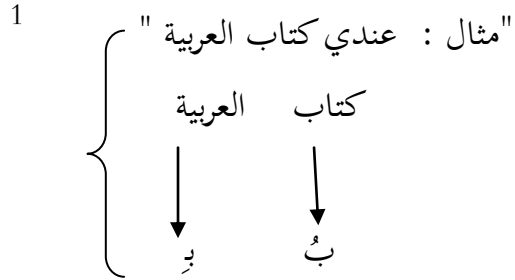 1
"مثال : عندي كتاب العربية "
كتاب العربية
بُ بِـ